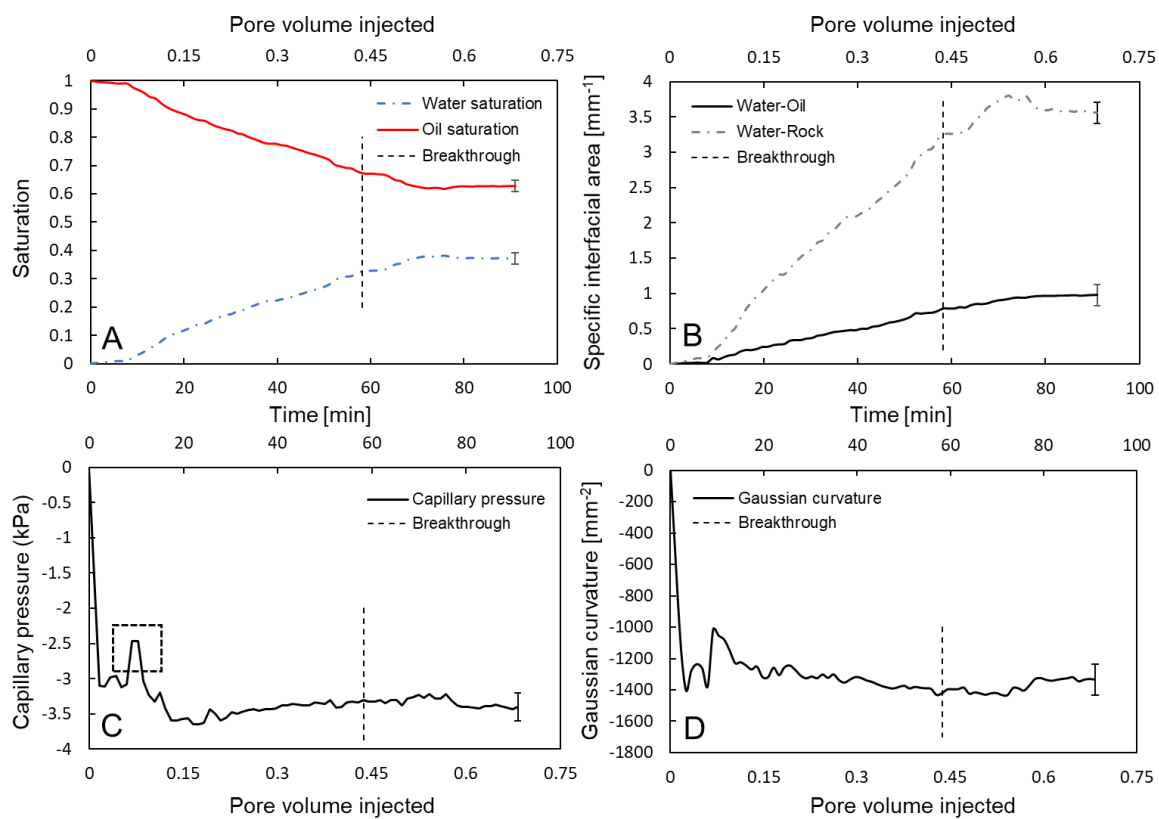 Pore volume injected
0 0.15 0.3 0.45 0.6 0.75
1
0.9
0.8
0.7
0.6
0.5
0.4
0.3
0.2
0.1
0
Saturation
Water saturation
Oil saturation
Breakthrough
A
0 20 40 60 80 100
Time [min]
Pore volume injected
0 0.15 0.3 0.45 0.6 0.75
4
3.5
3
2.5
2
1.5
1
0.5
0
Specific interfacial area [mm-1]
Water-Oil
Water-Rock
Breakthrough
B
0 20 40 60 80 100
Time [min]
0 20 40 60 80 100
0
-0.5
-1
-1.5
-2
-2.5
-3
-3.5
-4
Capillary pressure (kPa)
Capillary pressure
Breakthrough
C
0 0.15 0.3 0.45 0.6 0.75
Pore volume injected
0 20 40 60 80 100
0
-200
-400
-600
-800
-1000
-1200
-1400
-1600
-1800
Gaussian curvature [mm-2]
Gaussian curvature
Breakthrough
D
0 0.15 0.3 0.45 0.6 0.75
Pore volume injected